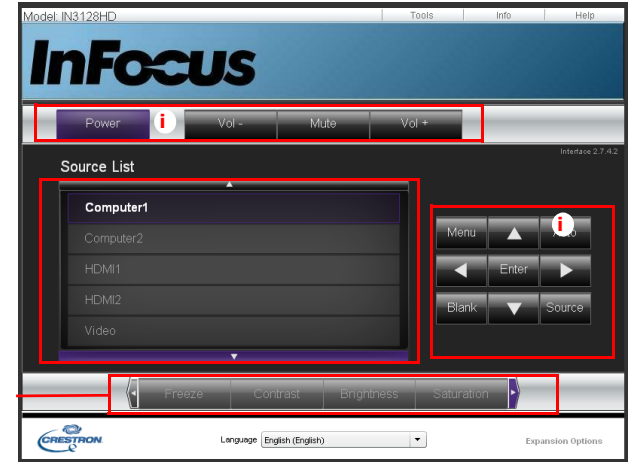 Model: IN3128HD
Tools Info Help
InFocus
Power i Vol - Mute Vol +
Interface 2.7.4.2
Source List
Computer1
Computer2
HDMI1
HDMI2
Video
Menu i
Enter
Blank Source
Freeze Contrast Brightness Saturation
CRESTRON Language English (English) Expansion Options